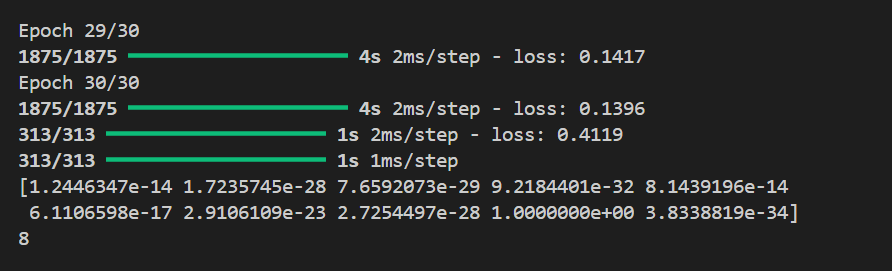 Epoch 29/30
1875/1875 ━━━━━━━━━━━━━━━━━━━━ 4s 2ms/step - loss: 0.1417
Epoch 30/30
1875/1875 ━━━━━━━━━━━━━━━━━━━━ 4s 2ms/step - loss: 0.1396
313/313 ━━━━━━━━━━━━━━━━━━━━ 1s 2ms/step - loss: 0.4119
313/313 ━━━━━━━━━━━━━━━━━━━━ 1s 1ms/step
[1.2446347e-14 1.7235745e-28 7.6592073e-29 9.2184401e-32 8.1439196e-14
6.1106598e-17 2.9106109e-23 2.7254497e-28 1.0000000e+00 3.8338819e-34]
8